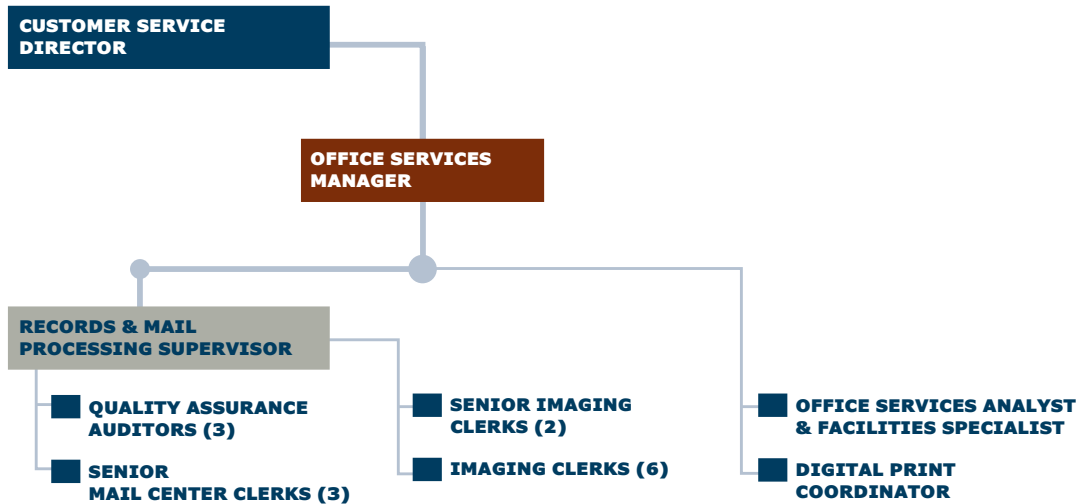 CUSTOMER SERVICE
DIRECTOR
OFFICE SERVICES
MANAGER
RECORDS & MAIL
PROCESSING SUPERVISOR
QUALITY ASSURANCE
AUDITORS (3)
SENIOR
MAIL CENTER CLERKS (3)
SENIOR IMAGING
CLERKS (2)
IMAGING CLERKS (6)
OFFICE SERVICES ANALYST
& FACILITIES SPECIALIST
DIGITAL PRINT
COORDINATOR